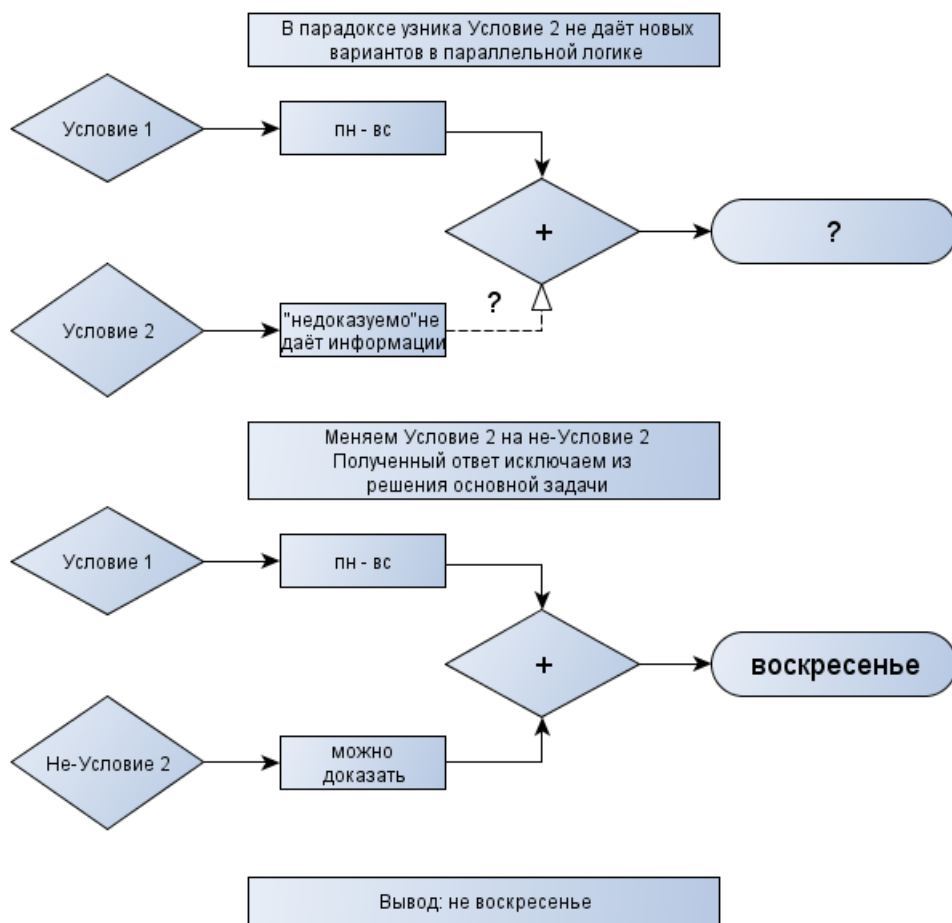 В парадоксе узника Условие 2 не даёт новых
вариантов в параллельной логике
Условие 1
пн - вс
+
?
Условие 2
"недоказуемо"не
даёт информации
?
Меняем Условие 2 на не-Условие 2
Полученный ответ исключаем из
решения основной задачи
Условие 1
пн - вс
+
воскресенье
Не-Условие 2
можно
доказать
Вывод: не воскресенье